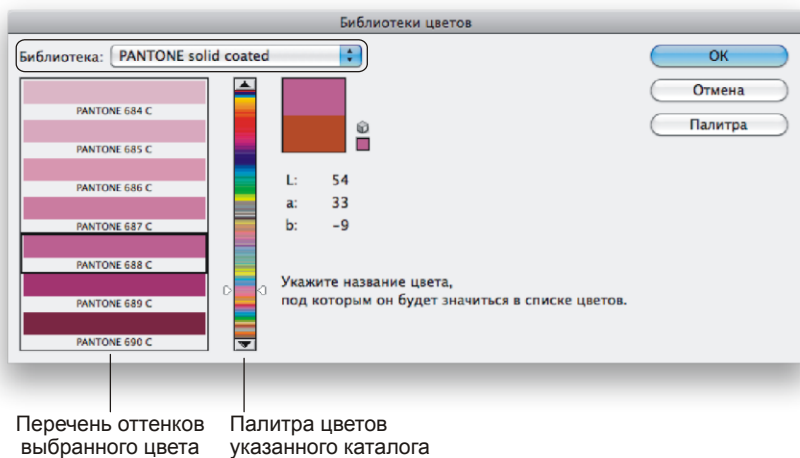 Библиотеки цветов
Библиотека: PANTONE solid coated
OK
Отмена
Палитра
PANTONE 684 C
PANTONE 685 C
PANTONE 686 C
PANTONE 687 C
PANTONE 688 C
PANTONE 689 C
PANTONE 690 C
L: 54
a: 33
b: -9
Укажите название цвета,
под которым он будет значиться в списке цветов.
Перечень оттенков
выбранного цвета
Палитра цветов
указанного каталога